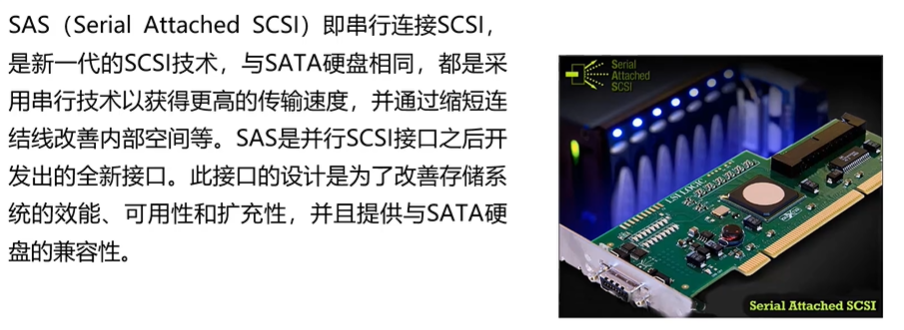 SAS（Serial Attached SCSI）即串行连接SCSI，
是新一代的SCSI技术，与SATA硬盘相同，都是采
用串行技术以获得更高的传输速度，并通过缩短连
结线改善内部空间等。SAS是并行SCSI接口之后开
发出的全新接口。此接口的设计是为了改善存储系
统的效能、可用性和扩充性，并且提供与SATA硬
盘的兼容性。
Serial
Attached
SCSI
LSI LOGIC
Serial Attached SCSI